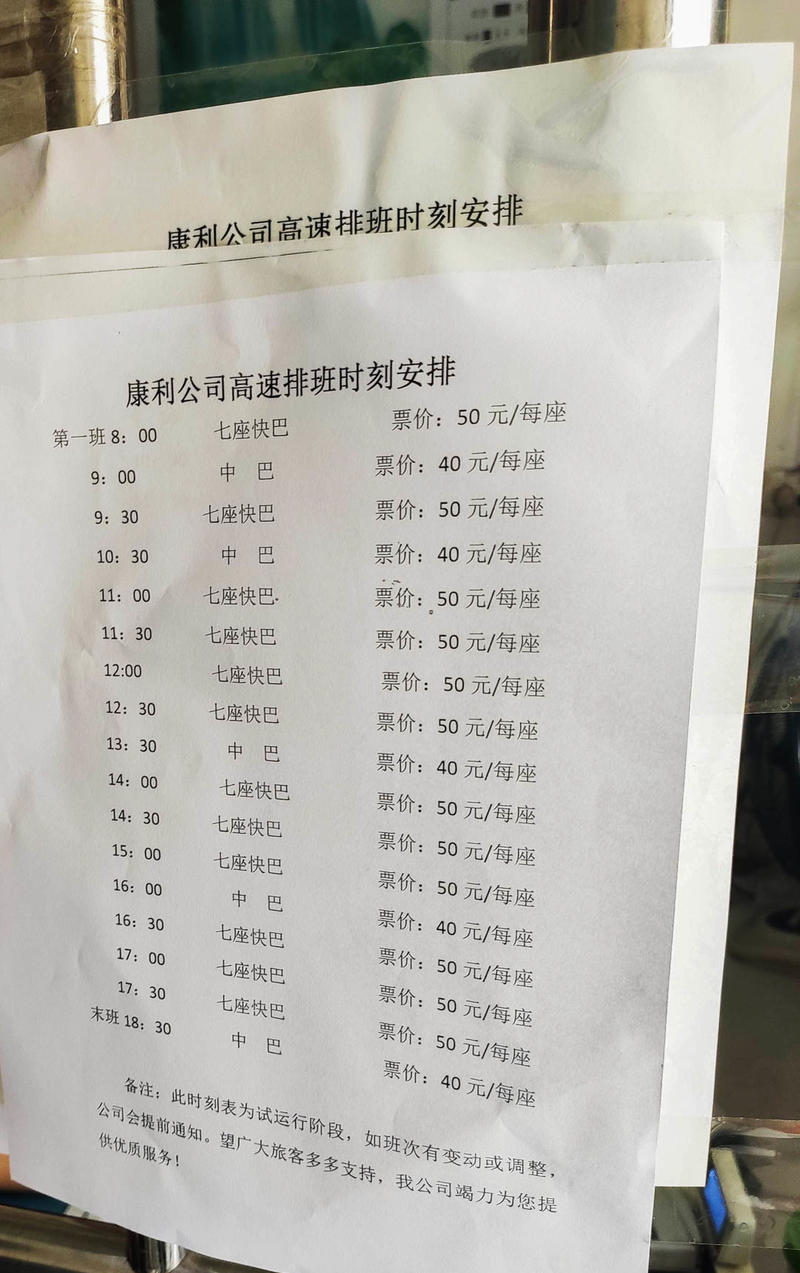 康利公司高速排班时刻安排
康利公司高速排班时刻安排
第一班 8：00 七座快巴 票价：50 元/每座
9：00 中 巴 票价：40 元/每座
9：30 七座快巴 票价：50 元/每座
10：30 中 巴 票价：40 元/每座
11：00 七座快巴 票价：50 元/每座
11：30 七座快巴 票价：50 元/每座
12:00 七座快巴 票价：50 元/每座
12：30 七座快巴 票价：50 元/每座
13：30 中 巴 票价：40 元/每座
14：00 七座快巴 票价：50 元/每座
14：30 七座快巴 票价：50 元/每座
15：00 七座快巴 票价：50 元/每座
16：00 中 巴 票价：40 元/每座
16：30 七座快巴 票价：50 元/每座
17：00 七座快巴 票价：50 元/每座
17：30 七座快巴 票价：50 元/每座
末班 18：30 中 巴 票价：40 元/每座
备注：此时刻表为试运行阶段，如班次有变动或调整，
公司会提前通知。望广大旅客多多支持，我公司竭力为您提
供优质服务！